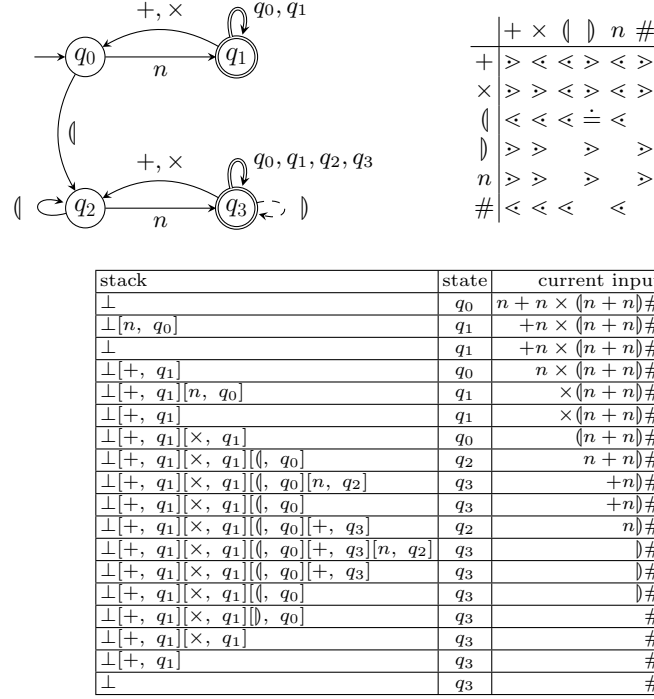 +, ×
q0, q1
q0
q1
n
⦇
+, ×
q0, q1, q2, q3
⦇
q2
q3
⦈
n
+ × ⦇ ⦈ n #
+ ⋗ ⋖ ⋖ ⋗ ⋖ ⋗
× ⋗ ⋗ ⋖ ⋗ ⋖ ⋗
⦇ ⋖ ⋖ ⋖ ≐ ⋖
⦈ ⋗ ⋗ ⋗ ⋗
n ⋗ ⋗ ⋗ ⋗
# ⋖ ⋖ ⋖ ⋖
stack state current input
⊥ q0 n + n × ⦇n + n⦈#
⊥[n, q0] q1 +n × ⦇n + n⦈#
⊥ q1 +n × ⦇n + n⦈#
⊥[+, q1] q0 n × ⦇n + n⦈#
⊥[+, q1][n, q0] q1 ×⦇n + n⦈#
⊥[+, q1] q1 ×⦇n + n⦈#
⊥[+, q1][×, q1] q0 ⦇n + n⦈#
⊥[+, q1][×, q1][⦇, q0] q2 n + n⦈#
⊥[+, q1][×, q1][⦇, q0][n, q2] q3 +n⦈#
⊥[+, q1][×, q1][⦇, q0] q3 +n⦈#
⊥[+, q1][×, q1][⦇, q0][+, q3] q2 n⦈#
⊥[+, q1][×, q1][⦇, q0][+, q3][n, q2] q3 ⦈#
⊥[+, q1][×, q1][⦇, q0][+, q3] q3 ⦈#
⊥[+, q1][×, q1][⦇, q0] q3 ⦈#
⊥[+, q1][×, q1][⦈, q0] q3 #
⊥[+, q1][×, q1] q3 #
⊥[+, q1] q3 #
⊥ q3 #